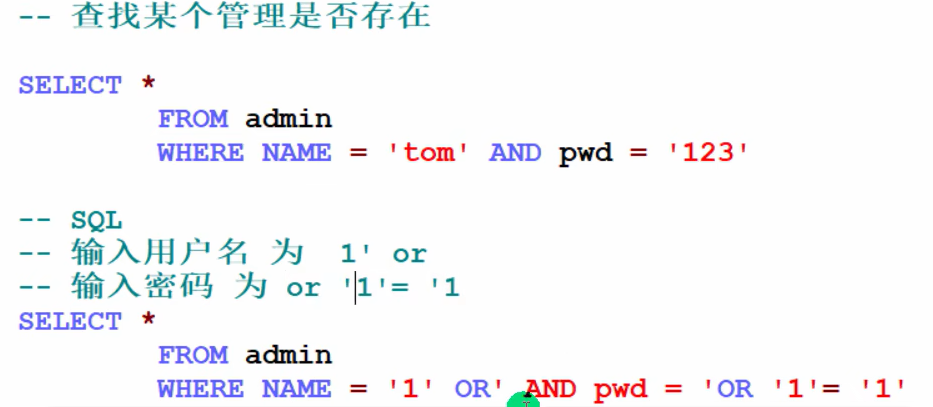 -- 查找某个管理是否存在
SELECT *
FROM admin
WHERE NAME = 'tom' AND pwd = '123'
-- SQL
-- 输入用户名 为  1' or
-- 输入密码 为 or '1'= '1
SELECT *
FROM admin
WHERE NAME = '1' OR' AND pwd = 'OR '1'= '1'